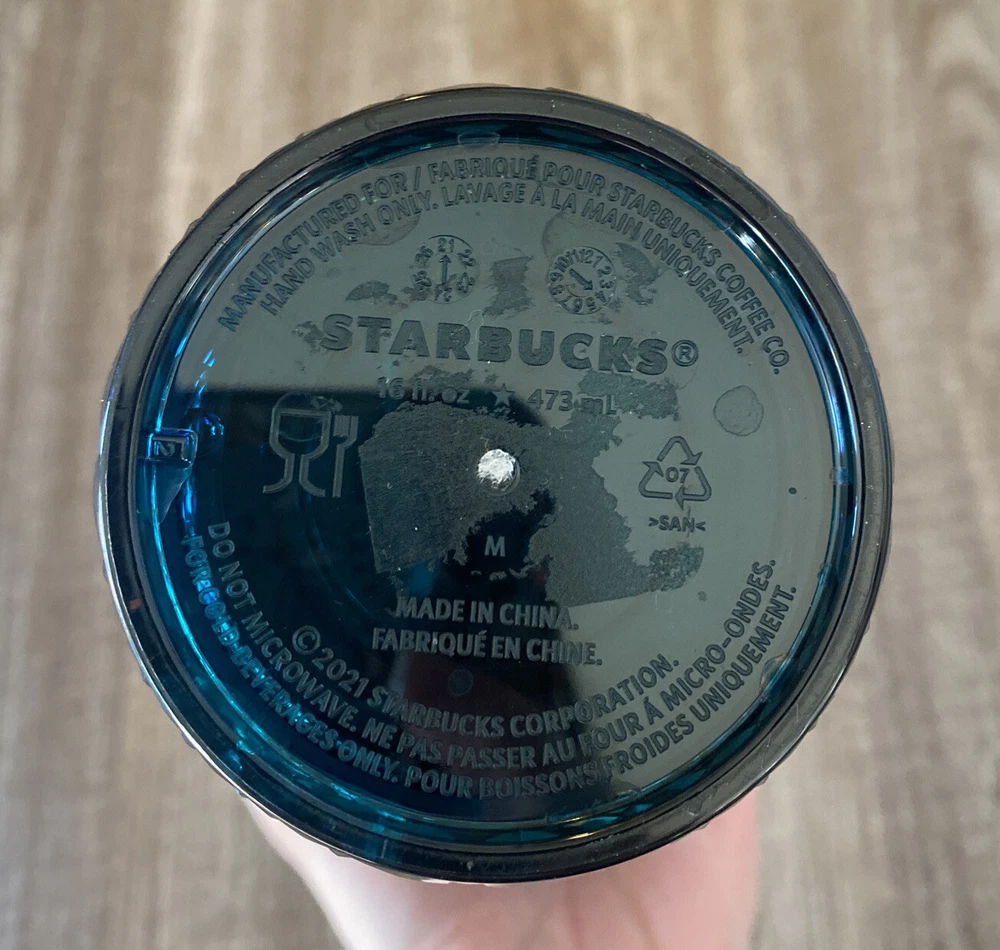 MANUFACTURED FOR / FABRIQUÉ POUR STARBUCKS COFFEE CO.
HAND WASH ONLY. LAVAGE À LA MAIN UNIQUEMENT.
21
STARBUCKS®
16 fl oz ★ 473 mL
L2
07
>SAN<
M
MADE IN CHINA.
FABRIQUÉ EN CHINE.
©2021 STARBUCKS CORPORATION.
DO NOT MICROWAVE. NE PAS PASSER AU FOUR Á MICRO-ONDES.
FOR COLD BEVERAGES ONLY. POUR BOISSONS FROIDES UNIQUEMENT.